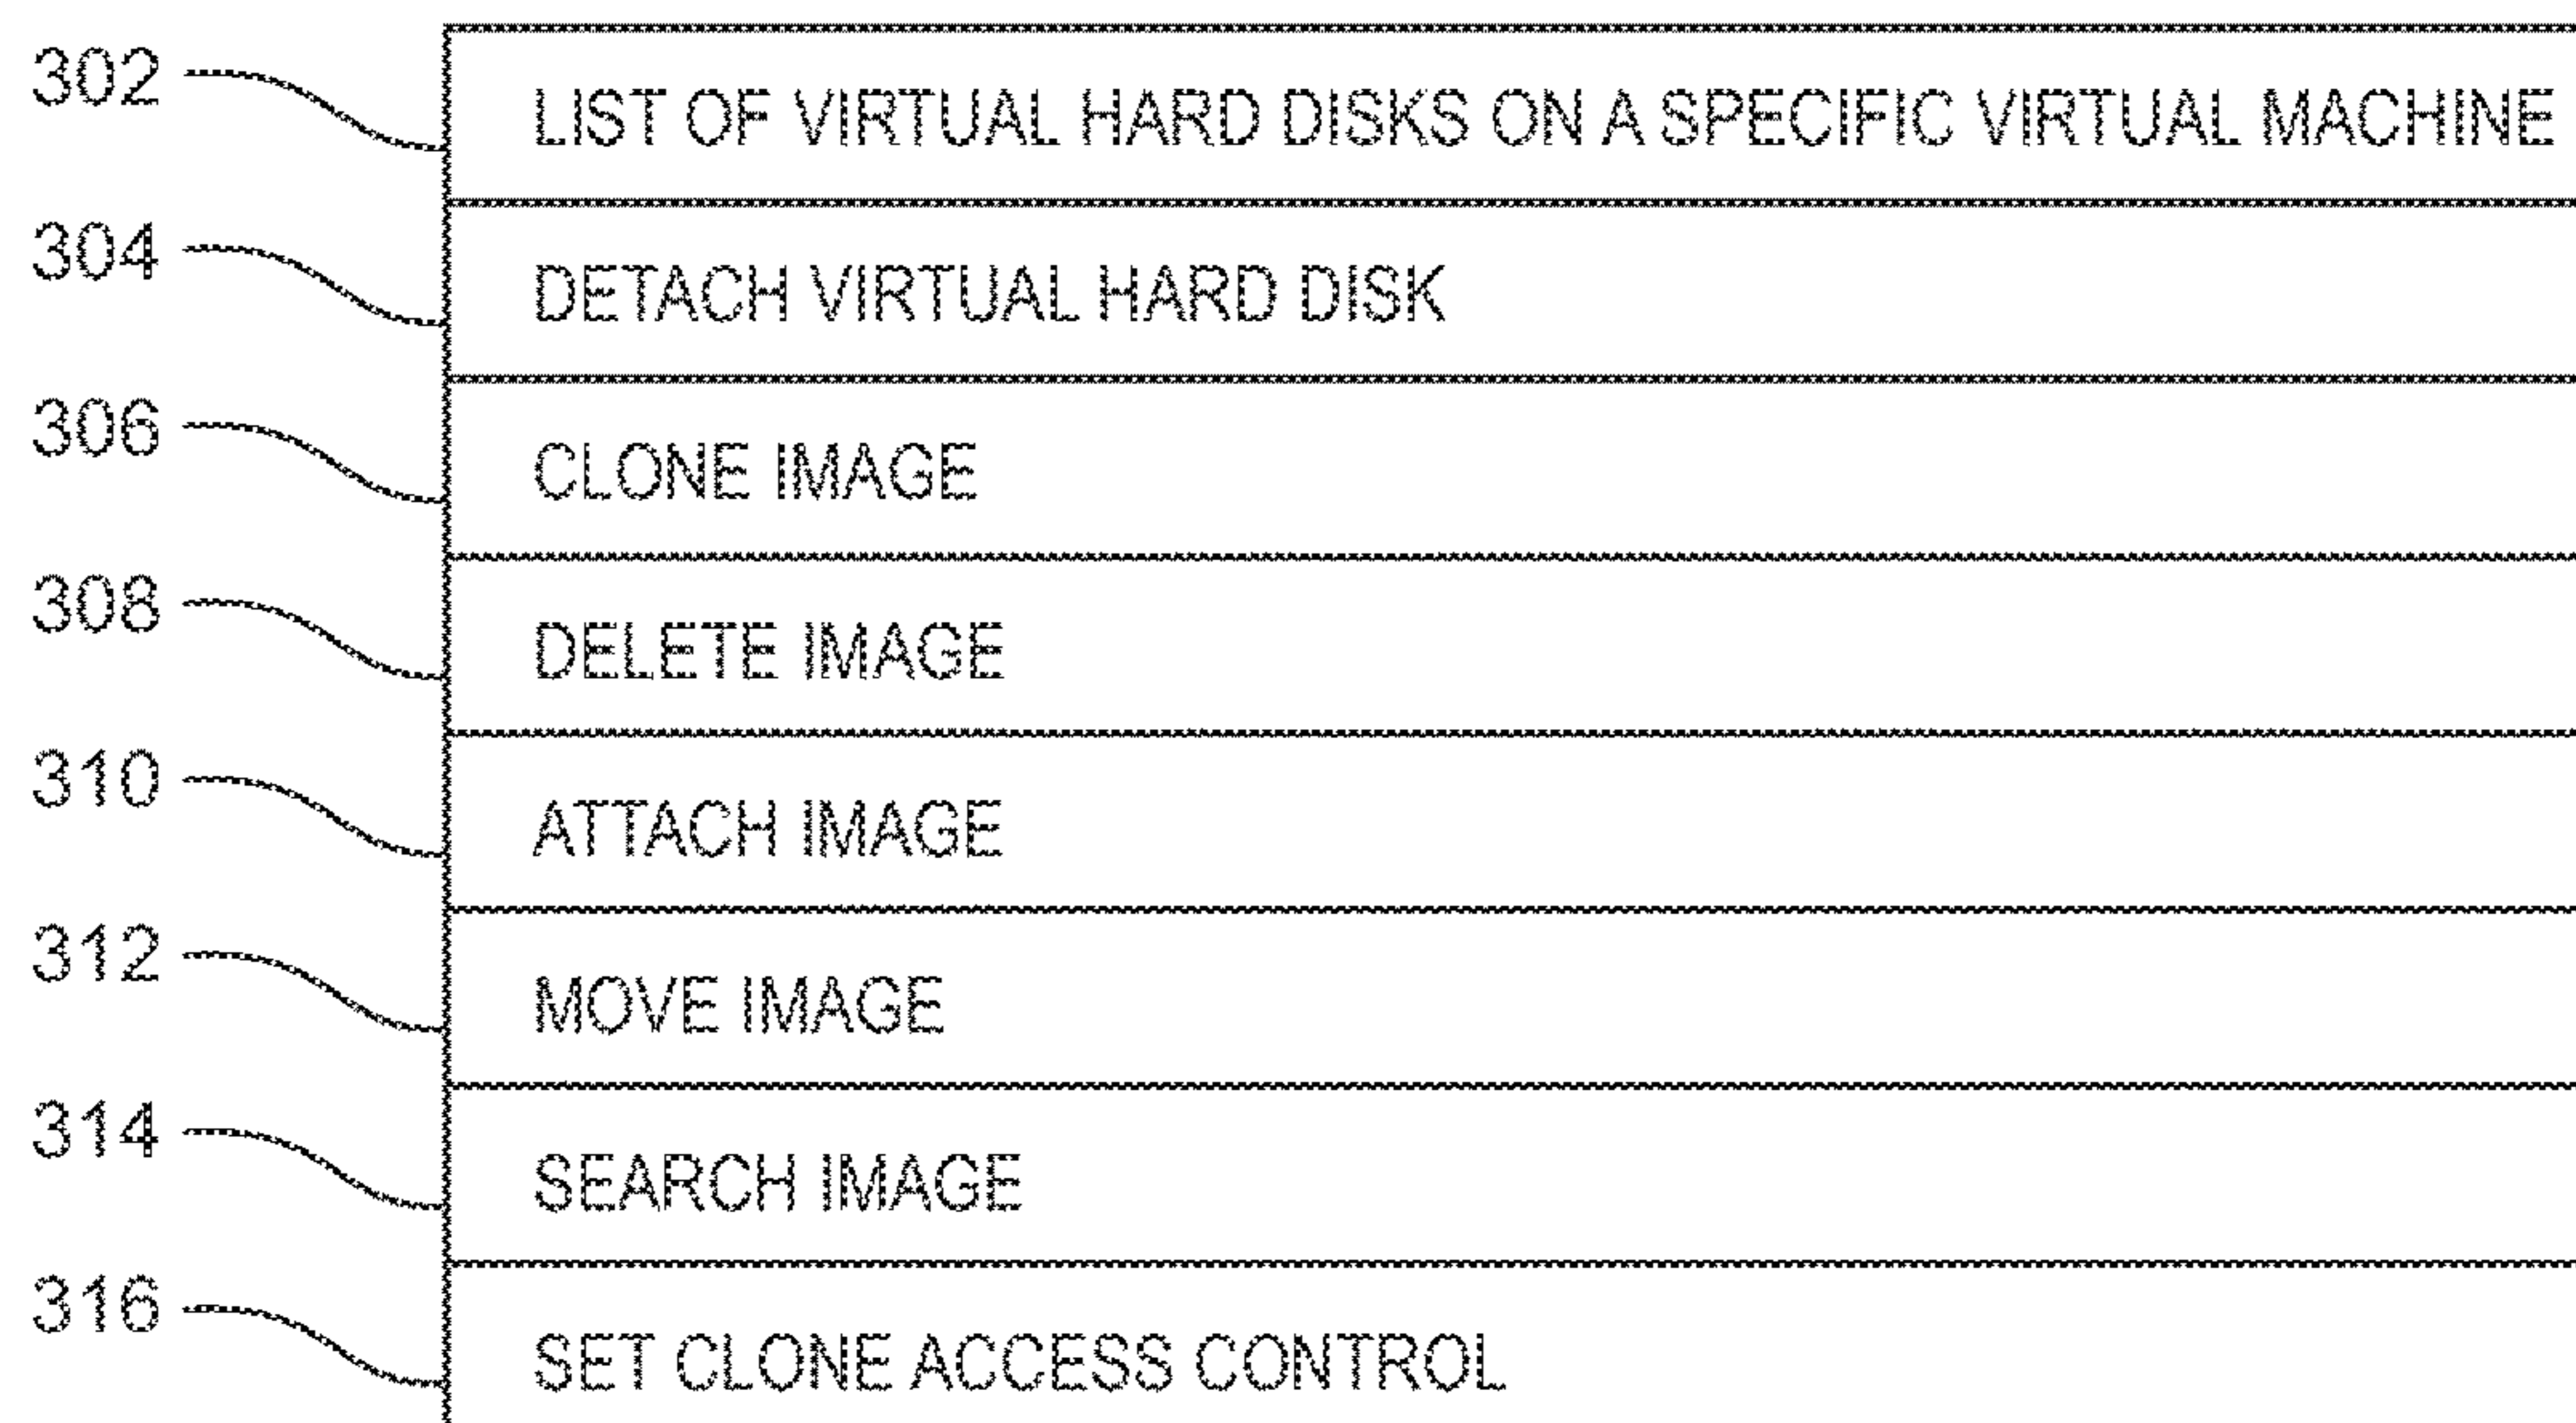 302 LIST OF VIRTUAL HARD DISKS ON A SPECIFIC VIRTUAL MACHINE
304 DETACH VIRTUAL HARD DISK
306 CLONE IMAGE
308 DELETE IMAGE
310 ATTACH IMAGE
312 MOVE IMAGE
314 SEARCH IMAGE
316 SET CLONE ACCESS CONTROL